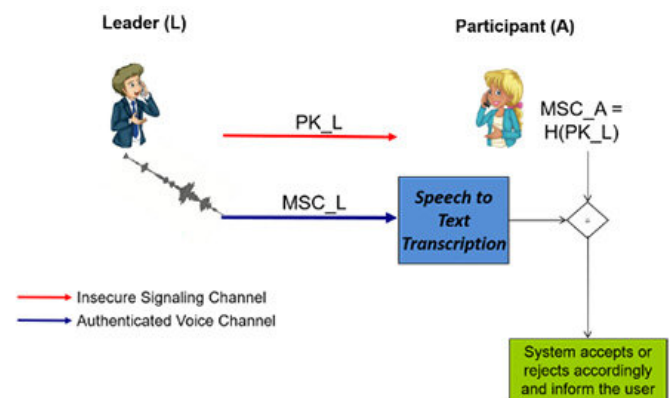 Leader (L)
Participant (A)
PK_L
MSC_A =
H(PK_L)
MSC_L
Speech to
Text
Transcription
Insecure Signaling Channel
Authenticated Voice Channel
System accepts or
rejects accordingly
and inform the user